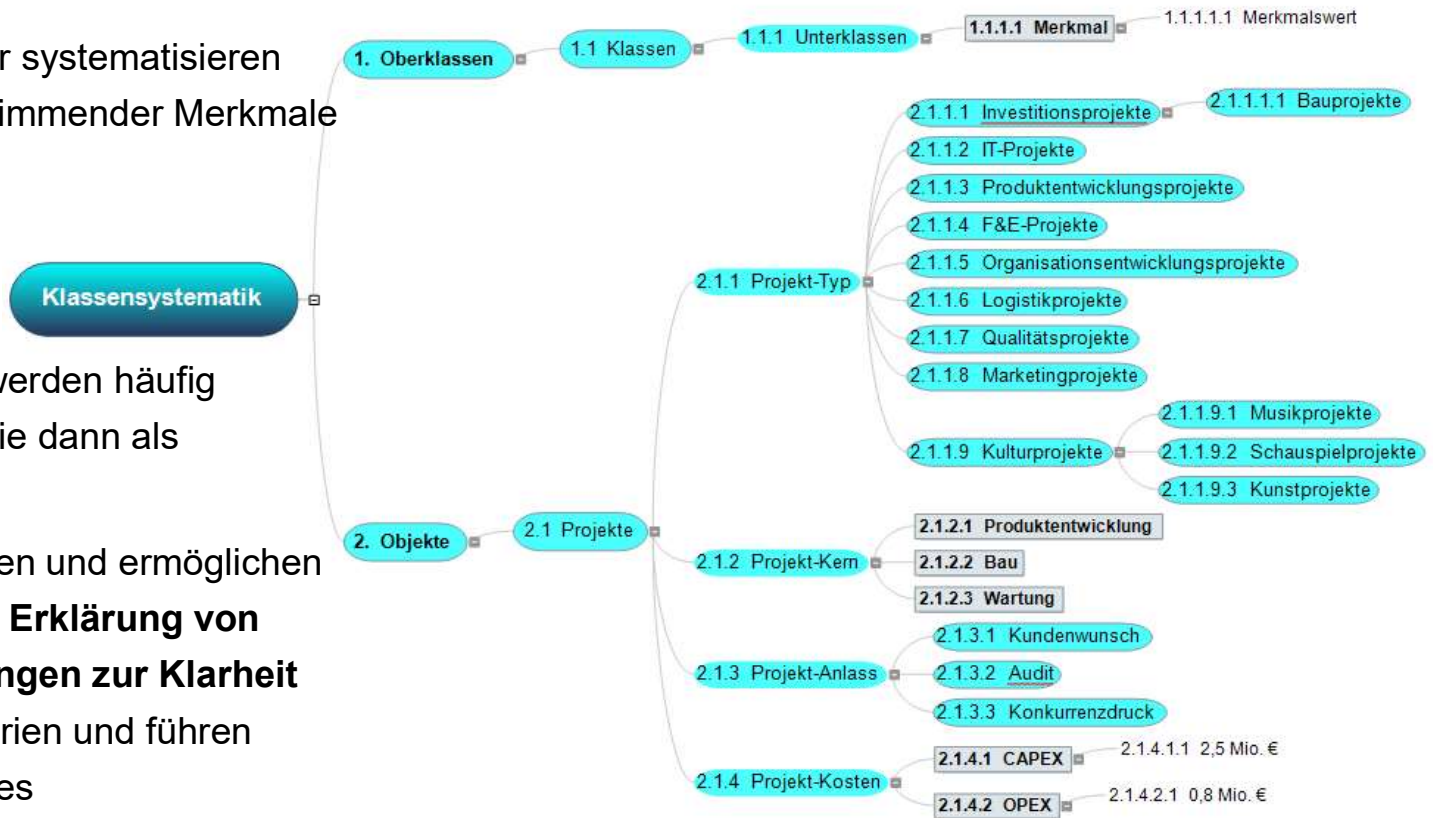 r systematisieren
immender Merkmale
werden häufig
ie dann als
en und ermöglichen
Erklärung von
ngen zur Klarheit
rien und führen
es
Klassensystematik
1. Oberklassen
1.1 Klassen
1.1.1 Unterklassen
1.1.1.1 Merkmal
1.1.1.1.1 Merkmalswert
2. Objekte
2.1 Projekte
2.1.1 Projekt-Typ
2.1.1.1 Investitionsprojekte
2.1.1.1.1 Bauprojekte
2.1.1.2 IT-Projekte
2.1.1.3 Produktentwicklungsprojekte
2.1.1.4 F&E-Projekte
2.1.1.5 Organisationsentwicklungsprojekte
2.1.1.6 Logistikprojekte
2.1.1.7 Qualitätsprojekte
2.1.1.8 Marketingprojekte
2.1.1.9 Kulturprojekte
2.1.1.9.1 Musikprojekte
2.1.1.9.2 Schauspielprojekte
2.1.1.9.3 Kunstprojekte
2.1.2 Projekt-Kern
2.1.2.1 Produktentwicklung
2.1.2.2 Bau
2.1.2.3 Wartung
2.1.3 Projekt-Anlass
2.1.3.1 Kundenwunsch
2.1.3.2 Audit
2.1.3.3 Konkurrenzdruck
2.1.4 Projekt-Kosten
2.1.4.1 CAPEX
2.1.4.1.1 2,5 Mio. €
2.1.4.2 OPEX
2.1.4.2.1 0,8 Mio. €